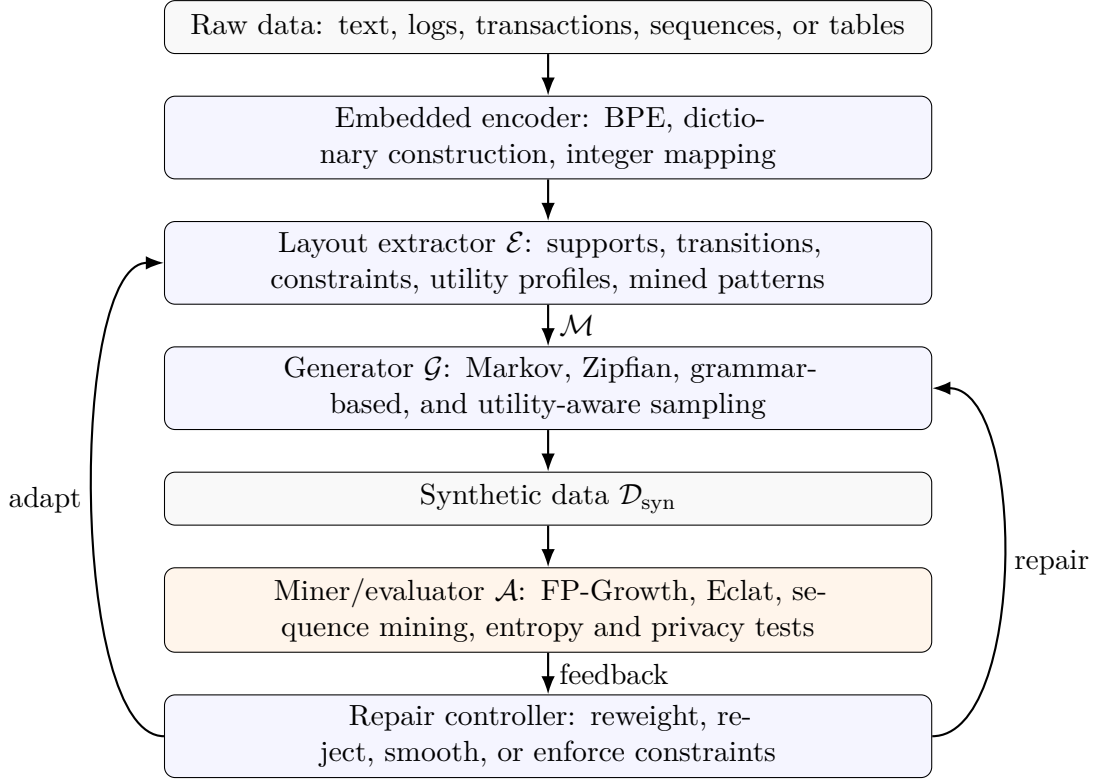 Raw data: text, logs, transactions, sequences, or tables
Embedded encoder: BPE, dictio-
nary construction, integer mapping
Layout extractor ℰ: supports, transitions,
constraints, utility profiles, mined patterns
ℳ
Generator 𝒢: Markov, Zipfian, grammar-
based, and utility-aware sampling
Synthetic data 𝒟syn
adapt
repair
Miner/evaluator 𝒜: FP-Growth, Eclat, se-
quence mining, entropy and privacy tests
feedback
Repair controller: reweight, re-
ject, smooth, or enforce constraints